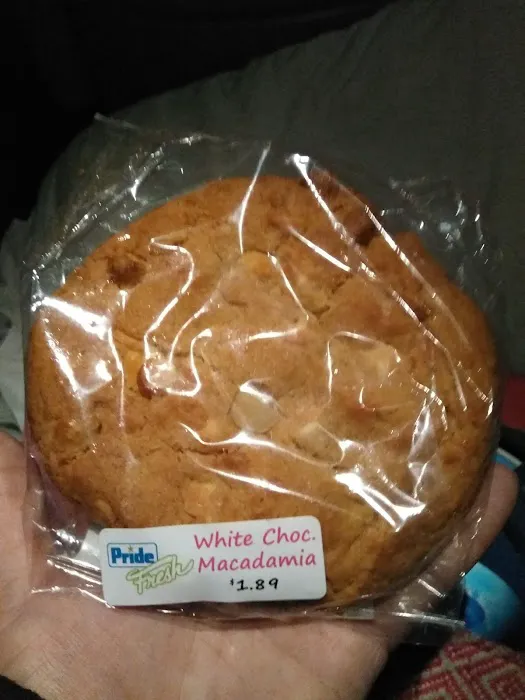 Pride
Fresh
White Choc.
Macadamia
$1.89